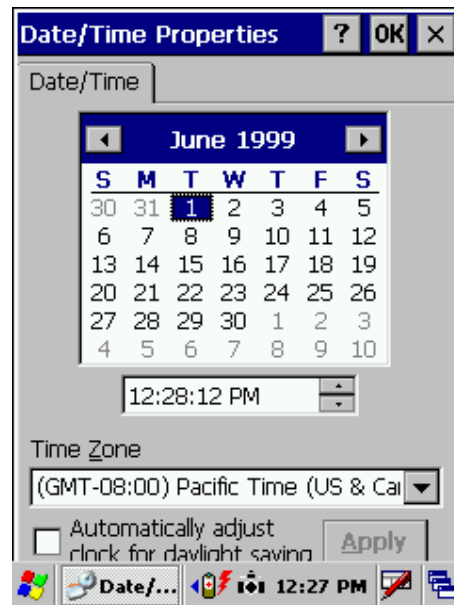 Date/Time Properties ? OK ×
Date/Time
June 1999
S M T W T F S
30 31 1 2 3 4 5
6 7 8 9 10 11 12
13 14 15 16 17 18 19
20 21 22 23 24 25 26
27 28 29 30 1 2 3
4 5 6 7 8 9 10
12:28:12 PM
Time Zone
(GMT-08:00) Pacific Time (US & Ca
Automatically adjust
clock for daylight saving
Apply
Date/... 12:27 PM